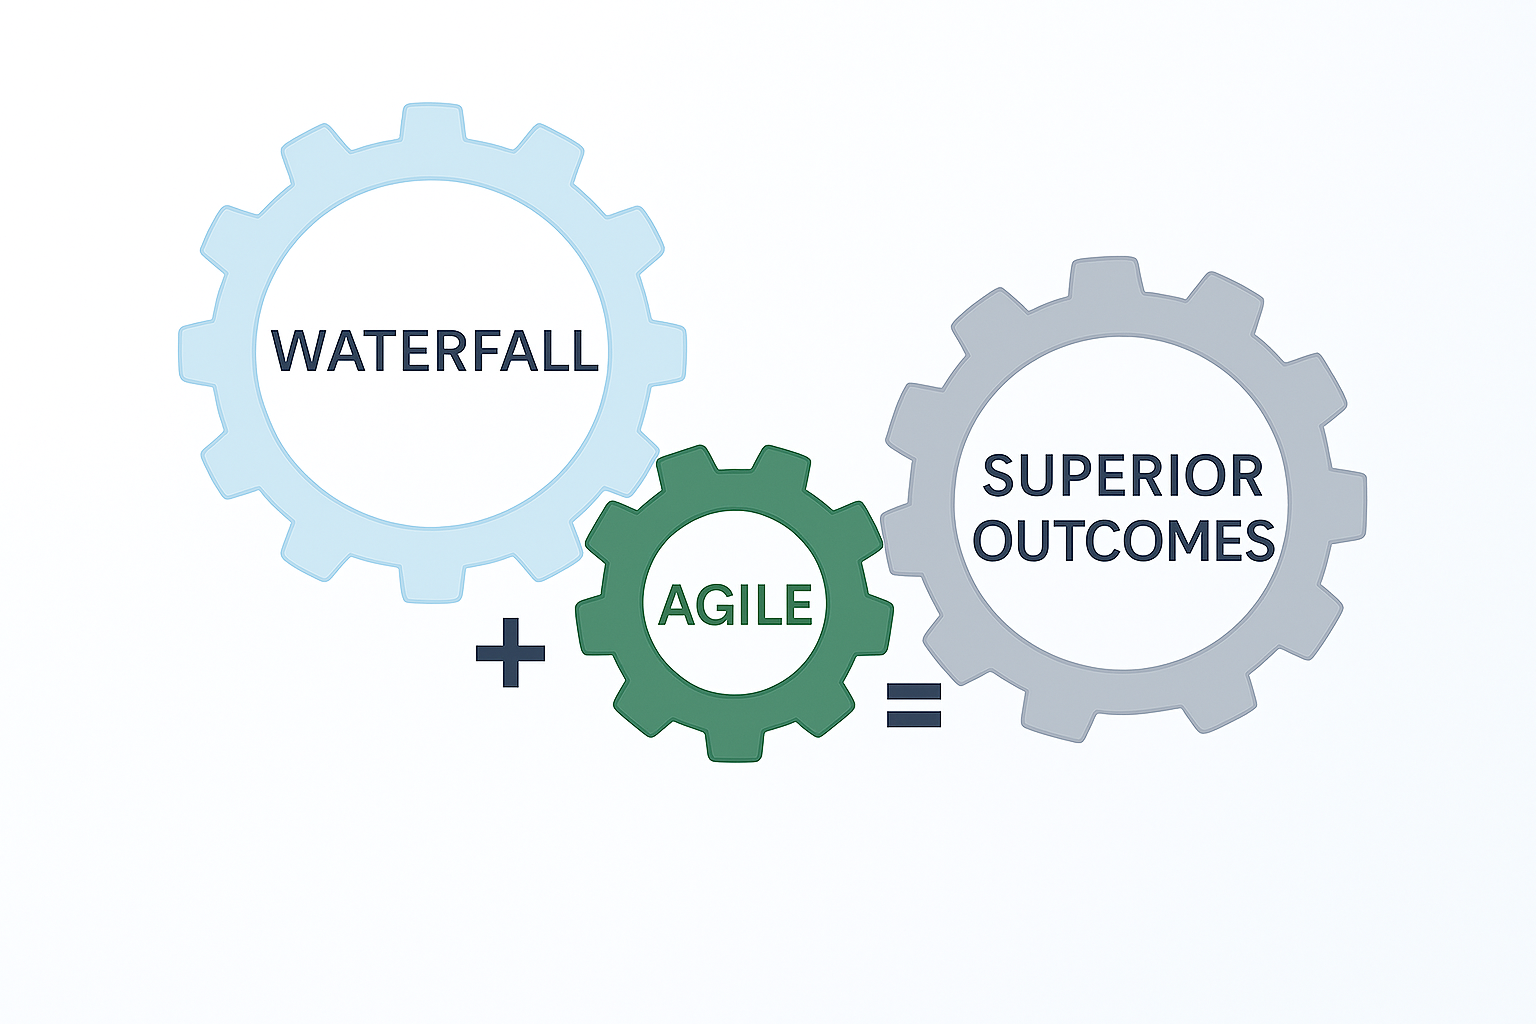 WATERFALL
+
AGILE
=
SUPERIOR
OUTCOMES